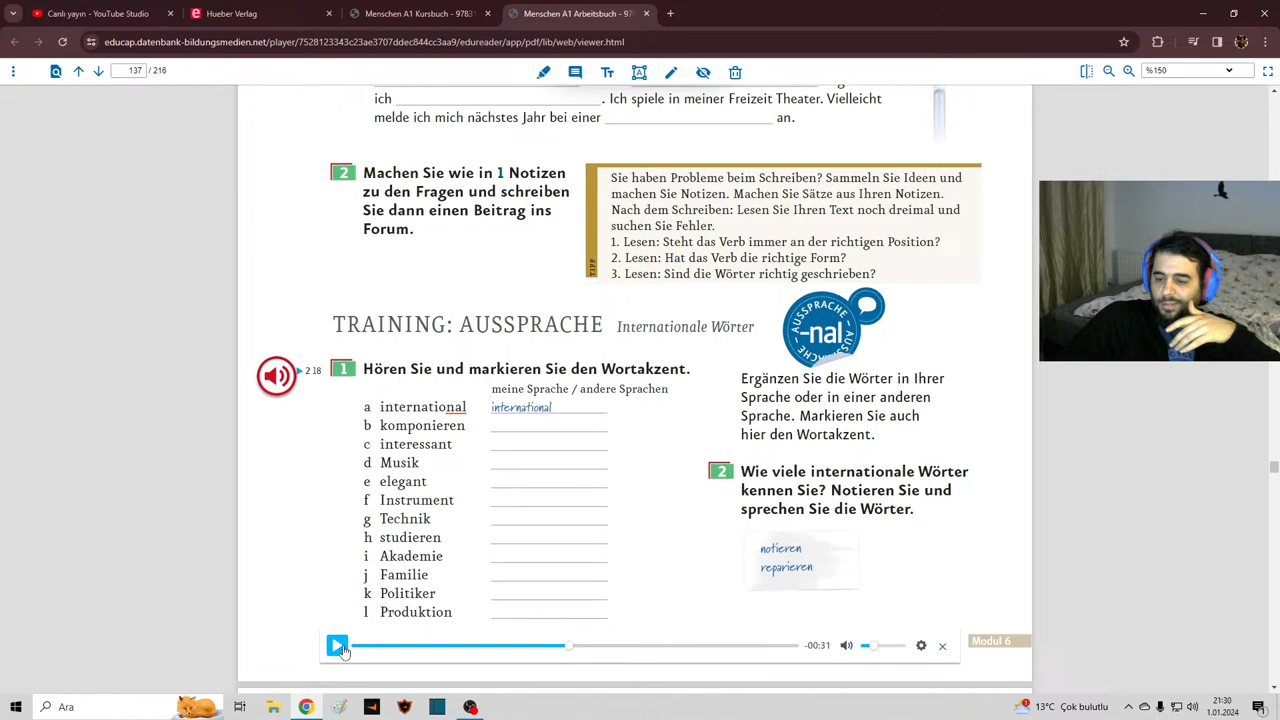 Canlı yayın - YouTube Studio
Hueber Verlag
Menschen A1 Kursbuch - 9783
Menschen A1 Arbeitsbuch - 978
educap.datenbank-bildungsmedien.net/player/7528123343c23ae3707ddec844cc3aa9/edureader/app/pdf/lib/web/viewer.html
137 / 216
%150
ich ______. Ich spiele in meiner Freizeit Theater. Vielleicht
melde ich mich nächstes Jahr bei einer ______ an.
2 Machen Sie wie in 1 Notizen
zu den Fragen und schreiben
Sie dann einen Beitrag ins
Forum.
TIPP
Sie haben Probleme beim Schreiben? Sammeln Sie Ideen und
machen Sie Notizen. Machen Sie Sätze aus Ihren Notizen.
Nach dem Schreiben: Lesen Sie Ihren Text noch dreimal und
suchen Sie Fehler.
1. Lesen: Steht das Verb immer an der richtigen Position?
2. Lesen: Hat das Verb die richtige Form?
3. Lesen: Sind die Wörter richtig geschrieben?
TRAINING: AUSSPRACHE Internationale Wörter
AUSSPRACHE
-nal
2 18 1 Hören Sie und markieren Sie den Wortakzent.
meine Sprache / andere Sprachen
a international international
b komponieren
c interessant
d Musik
e elegant
f Instrument
g Technik
h studieren
i Akademie
j Familie
k Politiker
l Produktion
Ergänzen Sie die Wörter in Ihrer
Sprache oder in einer anderen
Sprache. Markieren Sie auch
hier den Wortakzent.
2 Wie viele internationale Wörter
kennen Sie? Notieren Sie und
sprechen Sie die Wörter.
notieren
reparieren
-00:31
Modul 6
Ara
13°C Çok bulutlu
21:30
1.01.2024